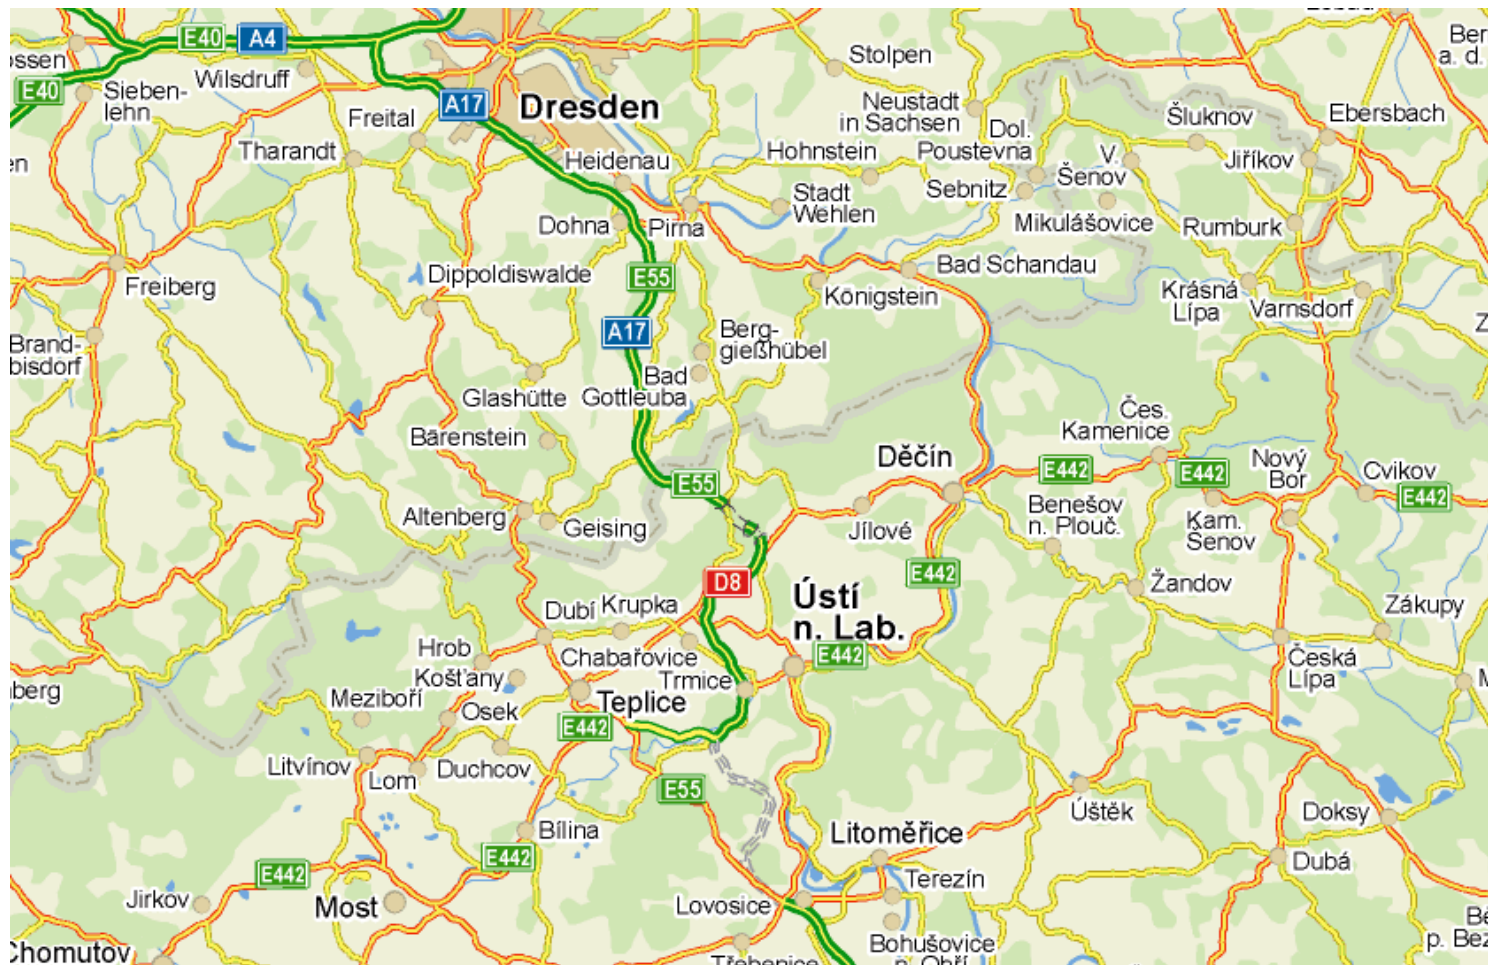 E40
A4
Wilsdruff
Stolpen
E40
Sieben-
lehn
A17
Dresden
Neustadt
in Sachsen
Freital
Šluknov
Ebersbach
Tharandt
Heidenau
Hohnstein
Dol.
Poustevna
V.
Šenov
Jiříkov
Sebnitz
Stadt
Wehlen
Mikulášovice
Rumburk
Dohna
Pirna
Freiberg
Dippoldiswalde
E55
Bad Schandau
Königstein
Krásná
Lípa
Varnsdorf
A17
Berg-
gießhübel
Brand-
Bad
Gottleuba
Glashütte
Bärenstein
Čes.
Kamenice
Děčín
E442
E442
Nový
Bor
Cvikov
E442
E55
Altenberg
Geising
Jílové
Benešov
n. Plouč.
Kam.
Šenov
D8
E442
Žandov
Ústí
n. Lab.
Dubí
Krupka
Zákupy
Hrob
Chabařovice
E442
Česká
Lípa
Košťany
Trmice
Meziboří
Teplice
Osek
E442
Litvínov
Lom
Duchcov
E55
Úštěk
Doksy
Bílina
Litoměřice
E442
Dubá
E442
Terezín
Jirkov
Most
Lovosice
Bohušovice
n. Ohří
Chomutov
Třebenice
p. Bez